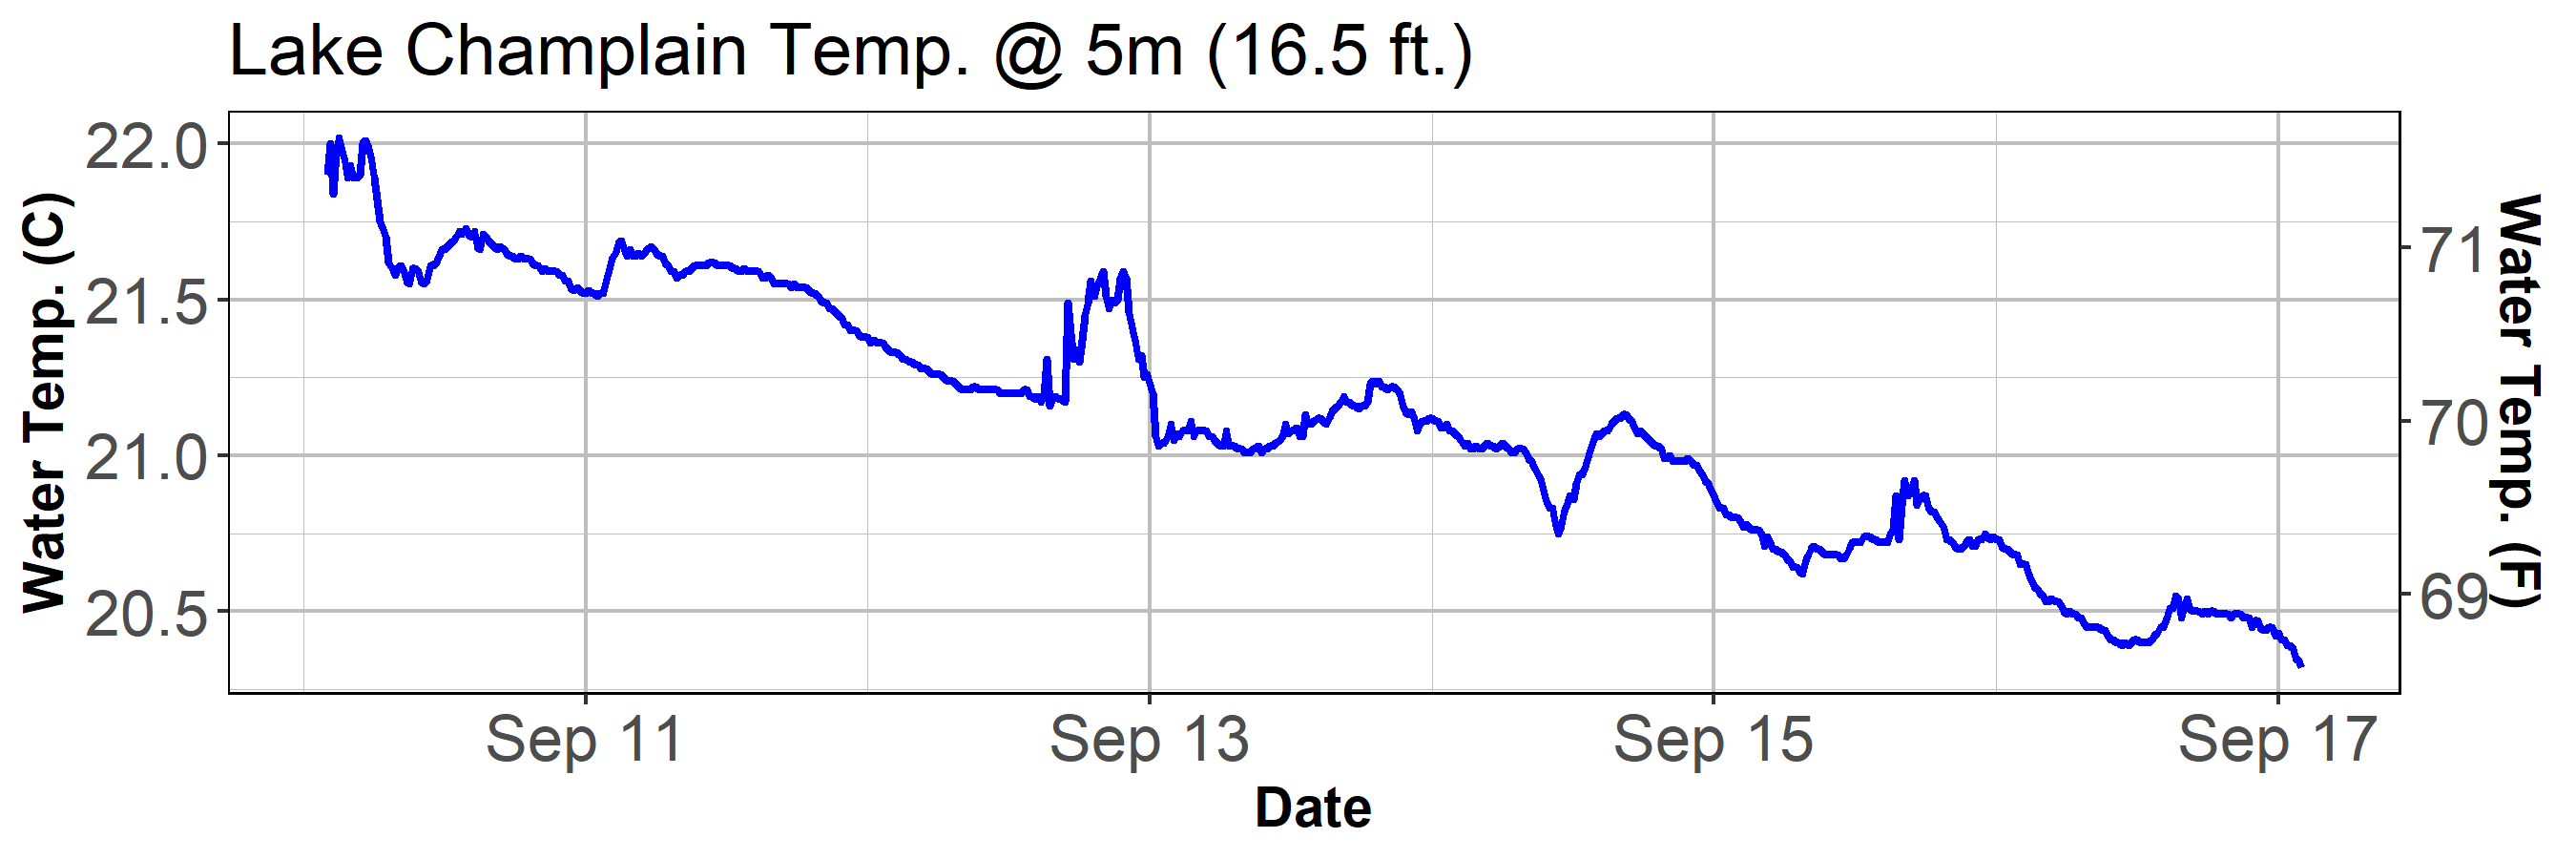 Lake Champlain Temp. @ 5m (16.5 ft.)
Water Temp. (C)
22.0
21.5
21.0
20.5
71
70
69
Water Temp. (F)
Sep 11 Sep 13 Sep 15 Sep 17
Date